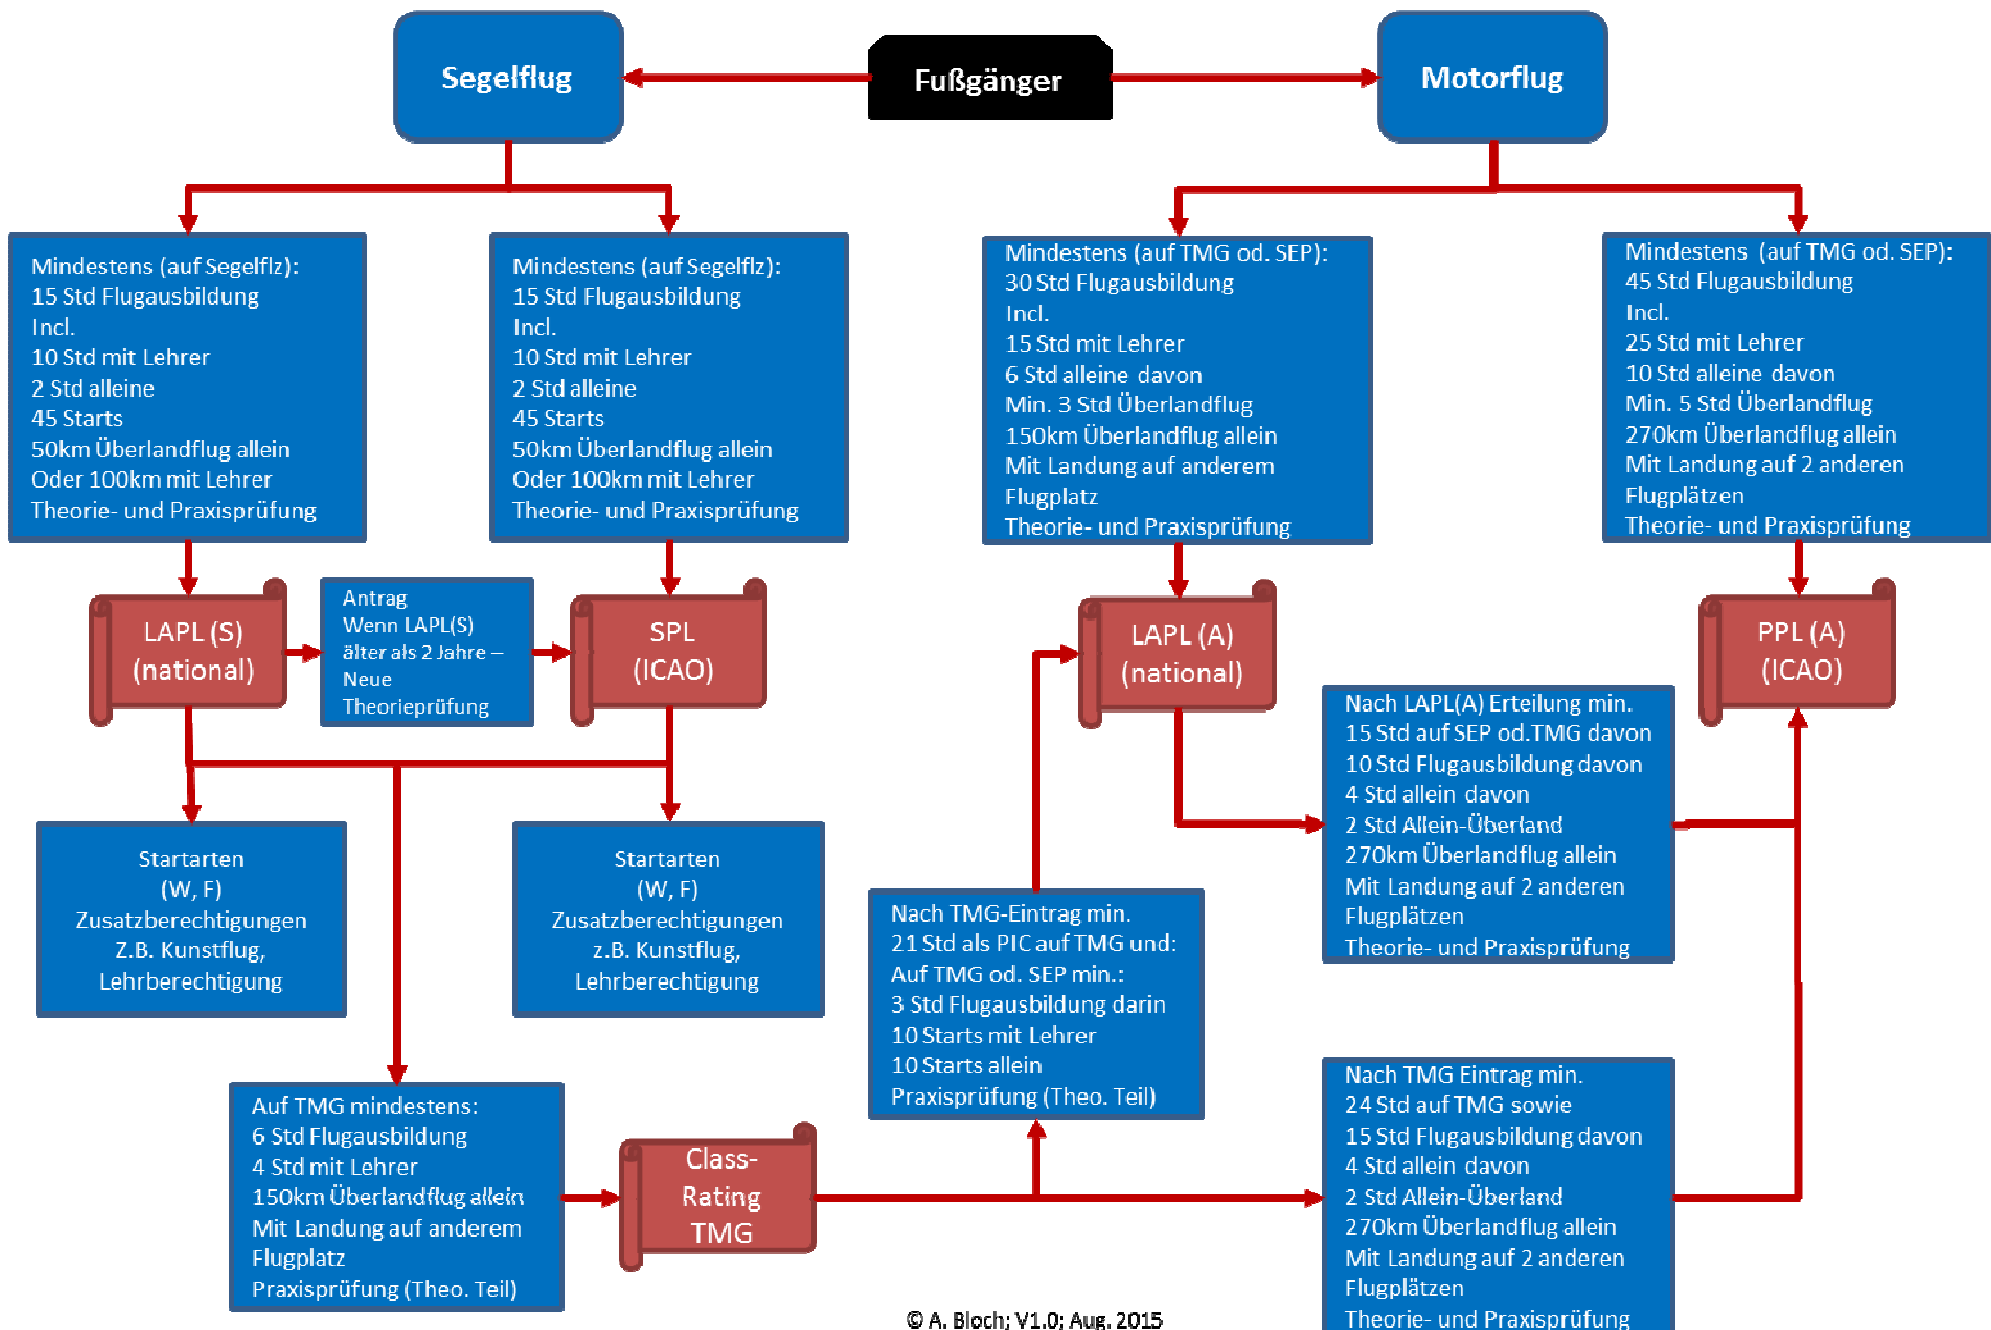 Segelflug
Fußgänger
Motorflug
Mindestens (auf Segelflz):
15 Std Flugausbildung
Incl.
10 Std mit Lehrer
2 Std alleine
45 Starts
50km Überlandflug allein
Oder 100km mit Lehrer
Theorie- und Praxisprüfung
Mindestens (auf Segelflz):
15 Std Flugausbildung
Incl.
10 Std mit Lehrer
2 Std alleine
45 Starts
50km Überlandflug allein
Oder 100km mit Lehrer
Theorie- und Praxisprüfung
Mindestens (auf TMG od. SEP):
30 Std Flugausbildung
Incl.
15 Std mit Lehrer
6 Std alleine davon
Min. 3 Std Überlandflug
150km Überlandflug allein
Mit Landung auf anderem
Flugplatz
Theorie- und Praxisprüfung
Mindestens (auf TMG od. SEP):
45 Std Flugausbildung
Incl.
25 Std mit Lehrer
10 Std alleine davon
Min. 5 Std Überlandflug
270km Überlandflug allein
Mit Landung auf 2 anderen
Flugplätzen
Theorie- und Praxisprüfung
LAPL (S)
(national)
Antrag
Wenn LAPL(S)
älter als 2 Jahre –
Neue
Theorieprüfung
SPL
(ICAO)
LAPL (A)
(national)
PPL (A)
(ICAO)
Nach LAPL(A) Erteilung min.
15 Std auf SEP od.TMG davon
10 Std Flugausbildung davon
4 Std allein davon
2 Std Allein-Überland
270km Überlandflug allein
Mit Landung auf 2 anderen
Flugplätzen
Theorie- und Praxisprüfung
Startarten
(W, F)
Zusatzberechtigungen
Z.B. Kunstflug,
Lehrberechtigung
Startarten
(W, F)
Zusatzberechtigungen
z.B. Kunstflug,
Lehrberechtigung
Nach TMG-Eintrag min.
21 Std als PIC auf TMG und:
Auf TMG od. SEP min.:
3 Std Flugausbildung darin
10 Starts mit Lehrer
10 Starts allein
Praxisprüfung (Theo. Teil)
Auf TMG mindestens:
6 Std Flugausbildung
4 Std mit Lehrer
150km Überlandflug allein
Mit Landung auf anderem
Flugplatz
Praxisprüfung (Theo. Teil)
Class-
Rating
TMG
Nach TMG Eintrag min.
24 Std auf TMG sowie
15 Std Flugausbildung davon
4 Std allein davon
2 Std Allein-Überland
270km Überlandflug allein
Mit Landung auf 2 anderen
Flugplätzen
Theorie- und Praxisprüfung
© A. Bloch; V1.0; Aug. 2015